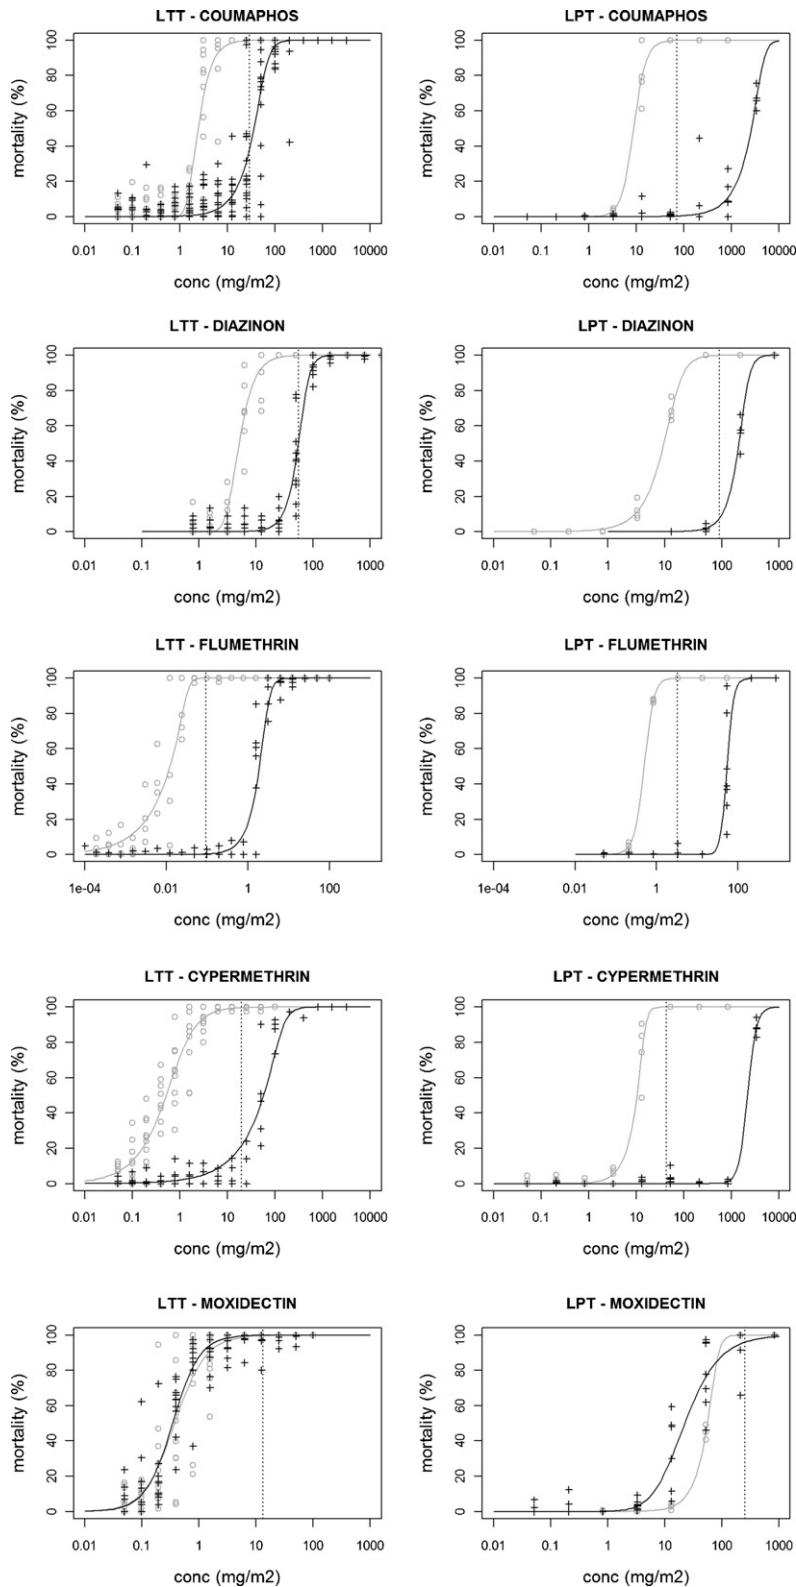 LTT - COUMAPHOS
mortality (%)
0 20 40 60 80 100
0.01 0.1 1 10 100 1000 10000
conc (mg/m2)
LPT - COUMAPHOS
mortality (%)
0 20 40 60 80 100
0.01 0.1 1 10 100 1000 10000
conc (mg/m2)
LTT - DIAZINON
mortality (%)
0 20 40 60 80 100
0.01 0.1 1 10 100 1000
conc (mg/m2)
LPT - DIAZINON
mortality (%)
0 20 40 60 80 100
0.01 0.1 1 10 100 1000
conc (mg/m2)
LTT - FLUMETHRIN
mortality (%)
0 20 40 60 80 100
1e-04 0.01 1 100
conc (mg/m2)
LPT - FLUMETHRIN
mortality (%)
0 20 40 60 80 100
1e-04 0.01 1 100
conc (mg/m2)
LTT - CYPERMETHRIN
mortality (%)
0 20 40 60 80 100
0.01 0.1 1 10 100 1000 10000
conc (mg/m2)
LPT - CYPERMETHRIN
mortality (%)
0 20 40 60 80 100
0.01 0.1 1 10 100 1000 10000
conc (mg/m2)
LTT - MOXIDECTIN
mortality (%)
0 20 40 60 80 100
0.01 0.1 1 10 100 1000
conc (mg/m2)
LPT - MOXIDECTIN
mortality (%)
0 20 40 60 80 100
0.01 0.1 1 10 100 1000 10000
conc (mg/m2)